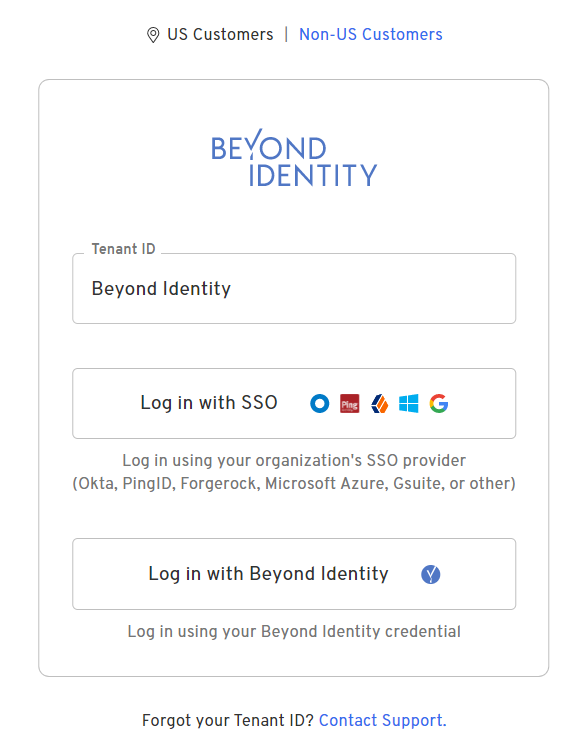 US Customers | Non-US Customers
BEYOND
IDENTITY
Tenant ID
Beyond Identity
Log in with SSO Ping
Log in using your organization's SSO provider
(Okta, PingID, Forgerock, Microsoft Azure, Gsuite, or other)
Log in with Beyond Identity
Log in using your Beyond Identity credential
Forgot your Tenant ID? Contact Support.